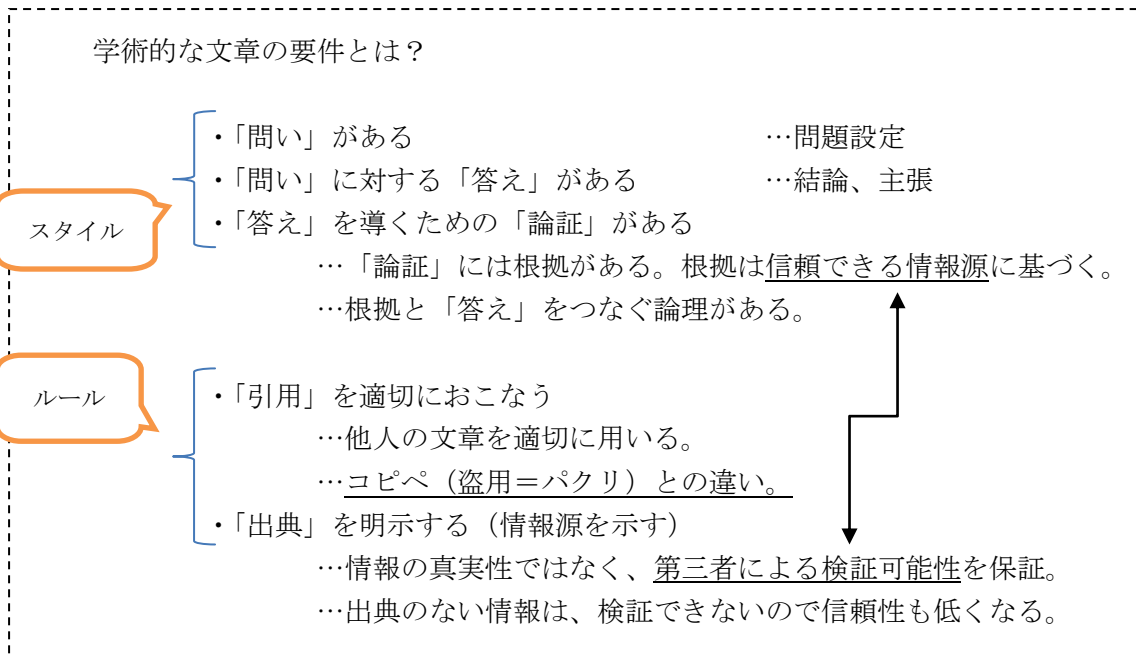 学術的な文章の要件とは？
・「問い」がある …問題設定
・「問い」に対する「答え」がある …結論、主張
・「答え」を導くための「論証」がある
スタイル
…「論証」には根拠がある。根拠は信頼できる情報源に基づく。
…根拠と「答え」をつなぐ論理がある。
・「引用」を適切におこなう
ルール
…他人の文章を適切に用いる。
…コピペ（盗用＝パクリ）との違い。
・「出典」を明示する（情報源を示す）
…情報の真実性ではなく、第三者による検証可能性を保証。
…出典のない情報は、検証できないので信頼性も低くなる。